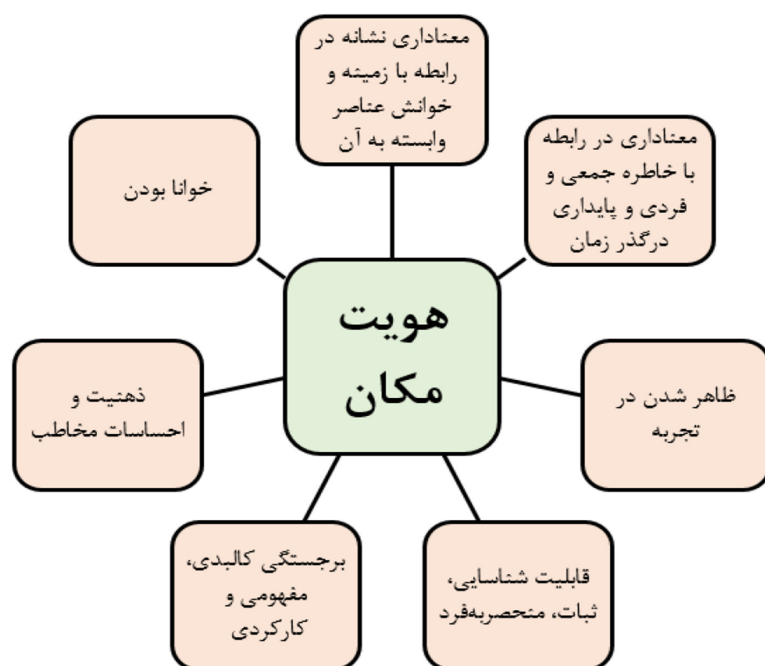 معناداری نشانه در
رابطه با زمینه و
خوانش عناصر
وابسته به آن
معناداری در رابطه
با خاطره جمعی و
فردی و پایداری
درگذر زمان
خوانا بودن
هویت
مکان
ظاهر شدن در
تجربه
ذهنیت و
احساسات مخاطب
قابلیت شناسایی،
ثبات، منحصربه‌فرد
برجستگی کالبدی،
مفهومی و
کارکردی